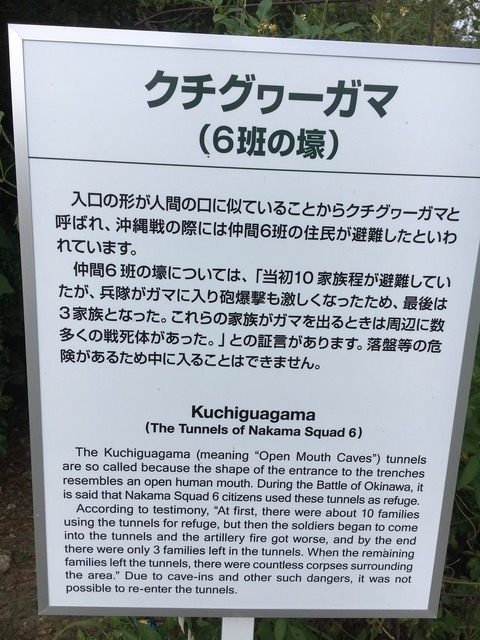 クチグヮーガマ
（6班の壕）
入口の形が人間の口に似ていることからクチグヮーガマと
呼ばれ、沖縄戦の際には仲間6班の住民が避難したといわ
れています。
仲間6班の壕については、「当初10家族程が避難してい
たが、兵隊がガマに入り砲爆撃も激しくなったため、最後は
3家族となった。これらの家族がガマを出るときは周辺に数
多くの戦死体があった。」との証言があります。落盤等の危
険があるため中に入ることはできません。
Kuchiguagama
(The Tunnels of Nakama Squad 6)
The Kuchiguagama (meaning “Open Mouth Caves”) tunnels
are so called because the shape of the entrance to the trenches
resembles an open human mouth. During the Battle of Okinawa, it
is said that Nakama Squad 6 citizens used these tunnels as refuge.
According to testimony, “At first, there were about 10 families
using the tunnels for refuge, but then the soldiers began to come
into the tunnels and the artillery fire got worse, and by the end
there were only 3 families left in the tunnels. When the remaining
families left the tunnels, there were countless corpses surrounding
the area.” Due to cave-ins and other such dangers, it was not
possible to re-enter the tunnels.